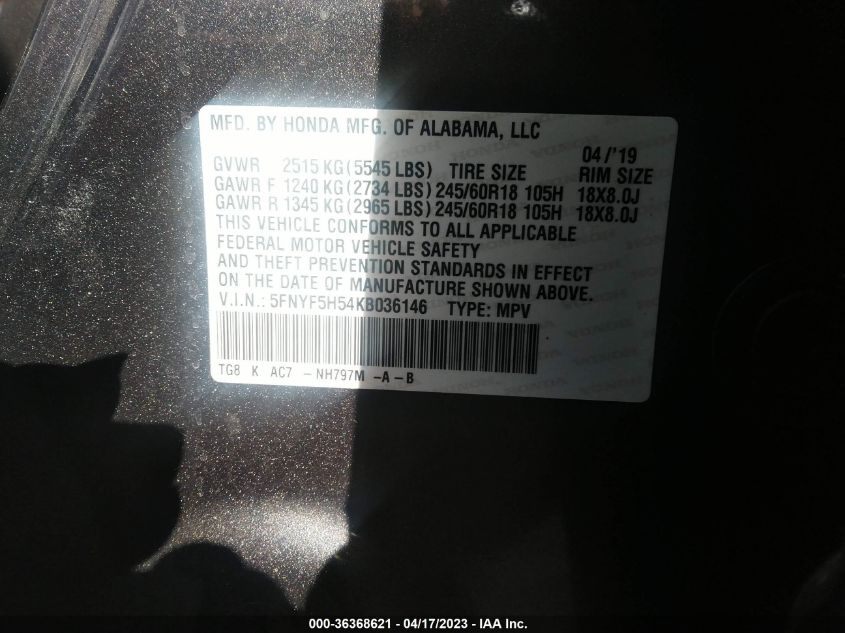 MFD. BY HONDA MFG. OF ALABAMA, LLC
04/'19
GVWR 2515 KG (5545 LBS) TIRE SIZE RIM SIZE
GAWR F 1240 KG (2734 LBS) 245/60R18 105H 18X8.0J
GAWR R 1345 KG (2965 LBS) 245/60R18 105H 18X8.0J
THIS VEHICLE CONFORMS TO ALL APPLICABLE
FEDERAL MOTOR VEHICLE SAFETY
AND THEFT PREVENTION STANDARDS IN EFFECT
ON THE DATE OF MANUFACTURE SHOWN ABOVE.
V.I.N.: 5FNYF5H54KB036146 TYPE: MPV
TG8 K AC7 - NH797M -A-B
000-36368621 - 04/17/2023 - IAA Inc.